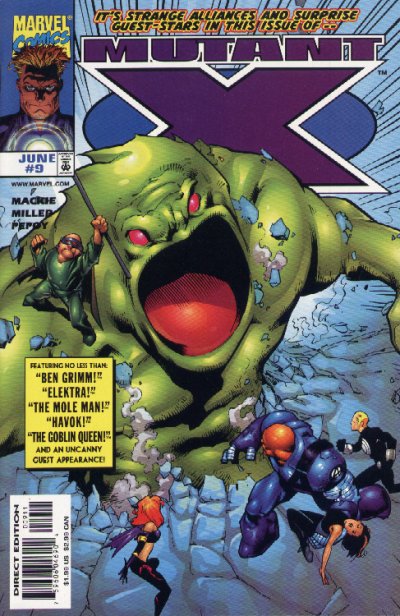 MARVEL
COMICS
IT'S STRANGE ALLIANCES AND SURPRISE
GUEST-STARS IN THIS ISSUE OF --
MUTANT
X
TM
JUNE
#9
WWW.MARVEL.COM
MACKIE
MILLER
PEPOY
FEATURING NO LESS THAN:
"BEN GRIMM!"
"ELEKTRA!"
"THE MOLE MAN!"
"HAVOK!"
"THE GOBLIN QUEEN!"
AND AN UNCANNY
GUEST APPEARANCE!
DIRECT EDITION
00911
$1.99 US $2.99 CAN